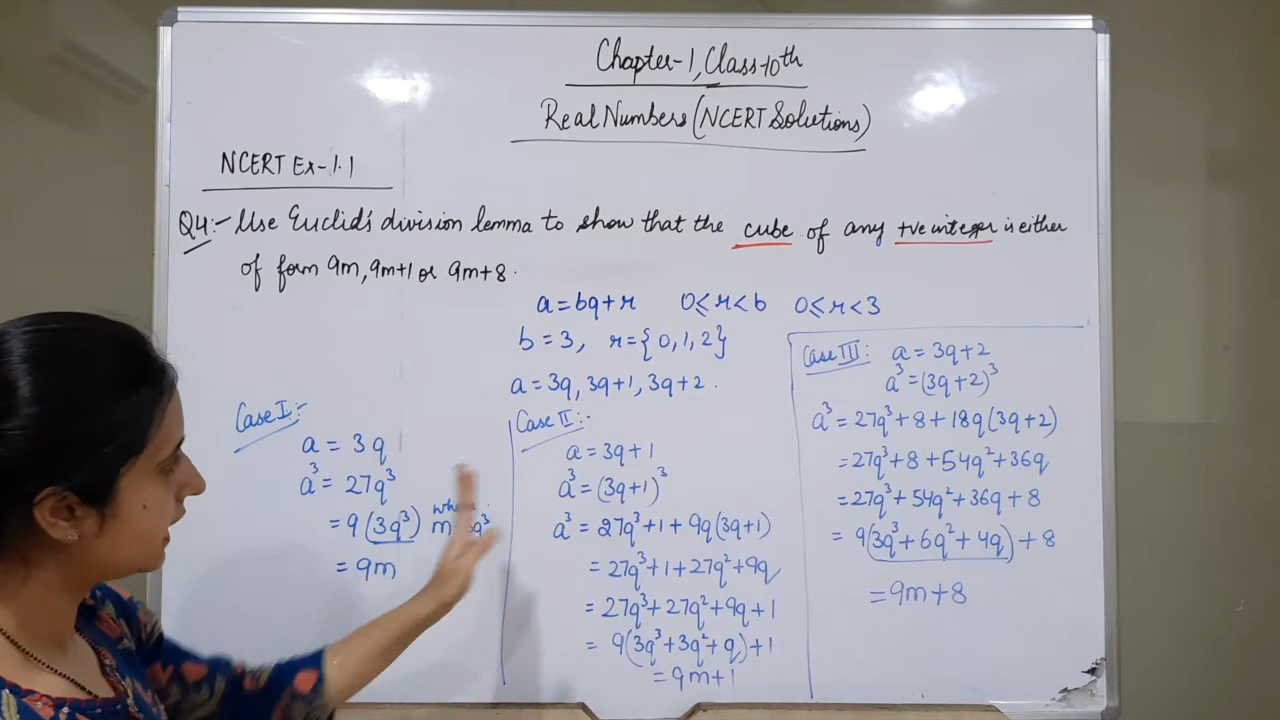 Chapter-1, Class-10th
Real Numbers (NCERT Solutions)
NCERT Ex-1.1
Q4:- Use Euclid's division lemma to show that the cube of any +ve integer is either
of form 9m, 9m+1 or 9m+8.
a = bq + r 0 ≤ r < b 0 ≤ r < 3
b = 3, r = {0, 1, 2}
a = 3q, 3q+1, 3q+2.
Case I:-
a = 3q
a³ = 27q³
= 9(3q³) m q³
= 9m
Case II:-
a = 3q+1
a³ = (3q+1)³
a³ = 27q³+1+9q(3q+1)
= 27q³+1+27q²+9q
= 27q³+27q²+9q+1
= 9(3q³+3q²+q)+1
= 9m+1
Case III: a = 3q+2
a³ = (3q+2)³
a³ = 27q³+8+18q(3q+2)
= 27q³+8+54q²+36q
= 27q³+54q²+36q+8
= 9(3q³+6q²+4q)+8
= 9m+8